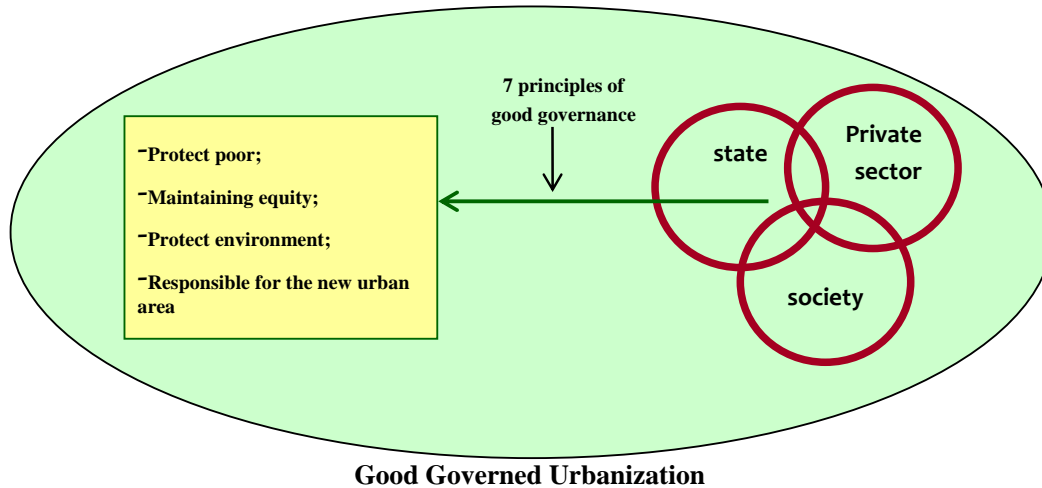 7 principles of
good governance
-Protect poor;
-Maintaining equity;
-Protect environment;
-Responsible for the new urban
area
state
Private
sector
society
Good Governed Urbanization